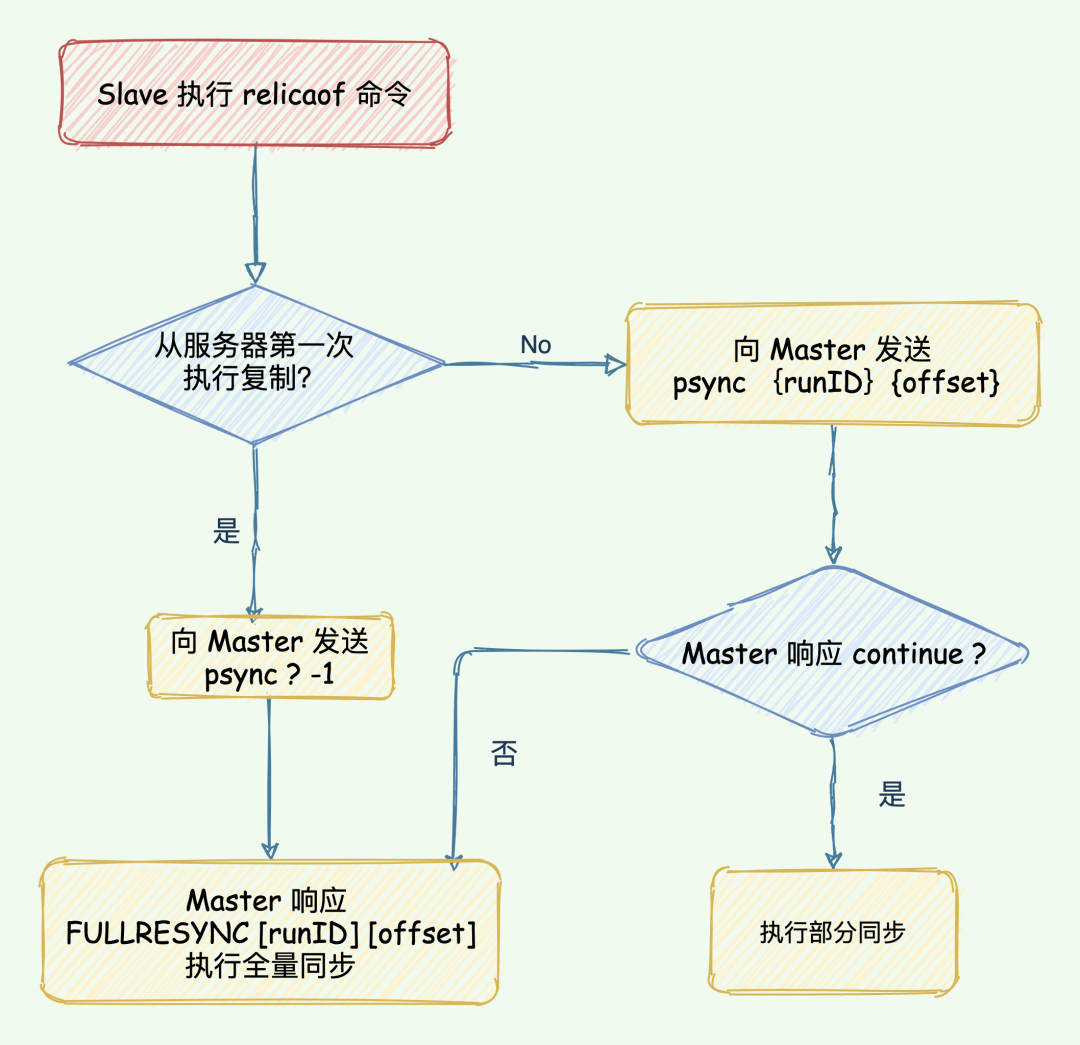 Slave 执行 relicaof 命令
从服务器第一次
执行复制?
No
向 Master 发送
psync {runID} {offset}
是
向 Master 发送
psync ? -1
Master 响应 continue ?
否
是
Master 响应
FULLRESYNC [runID] [offset]
执行全量同步
执行部分同步